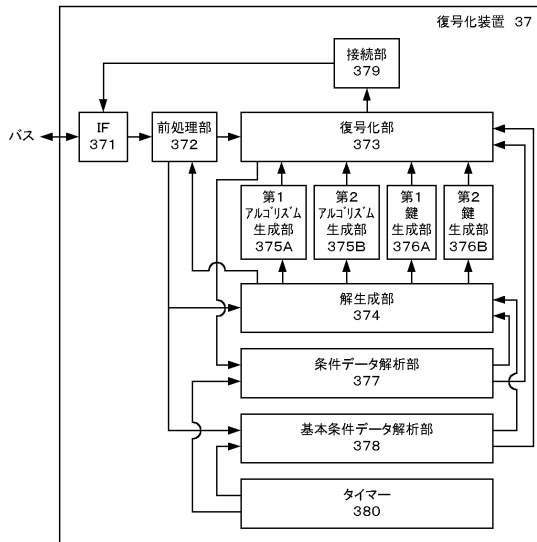 復号化装置 37
接続部
379
バス
IF
371
前処理部
372
復号化部
373
第1
アルゴリズム
生成部
375A
第2
アルゴリズム
生成部
375B
第1
鍵
生成部
376A
第2
鍵
生成部
376B
解生成部
374
条件データ解析部
377
基本条件データ解析部
378
タイマー
380